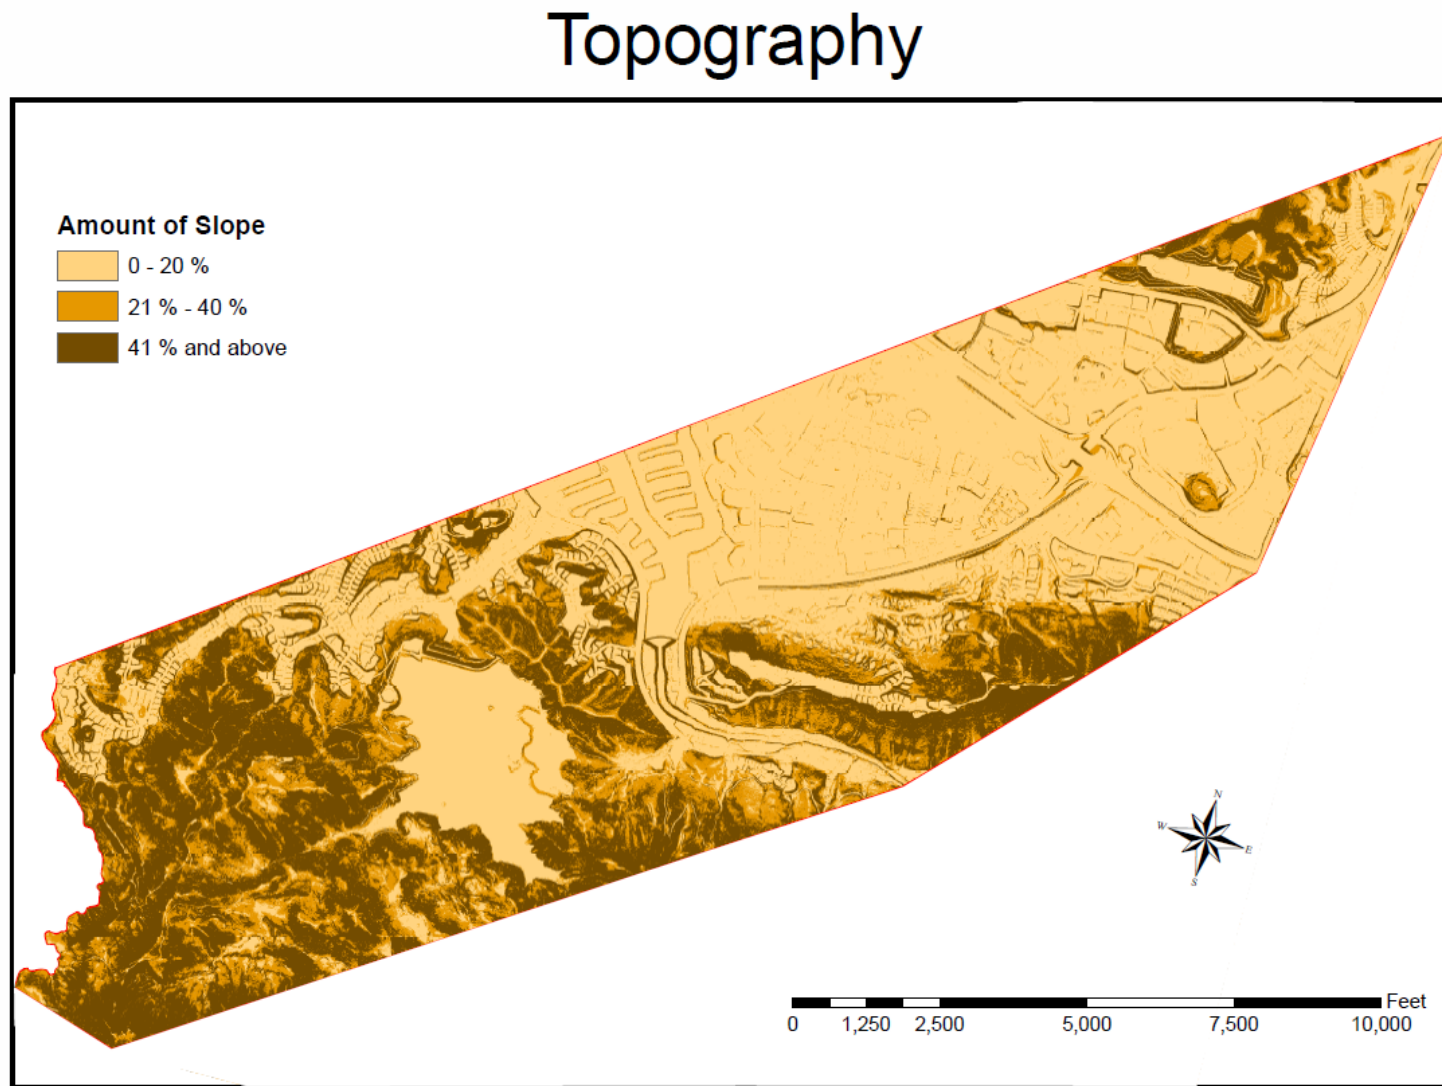 Topography
Amount of Slope
0 - 20 %
21 % - 40 %
41 % and above
N
W
E
S
Feet
0 1,250 2,500 5,000 7,500 10,000